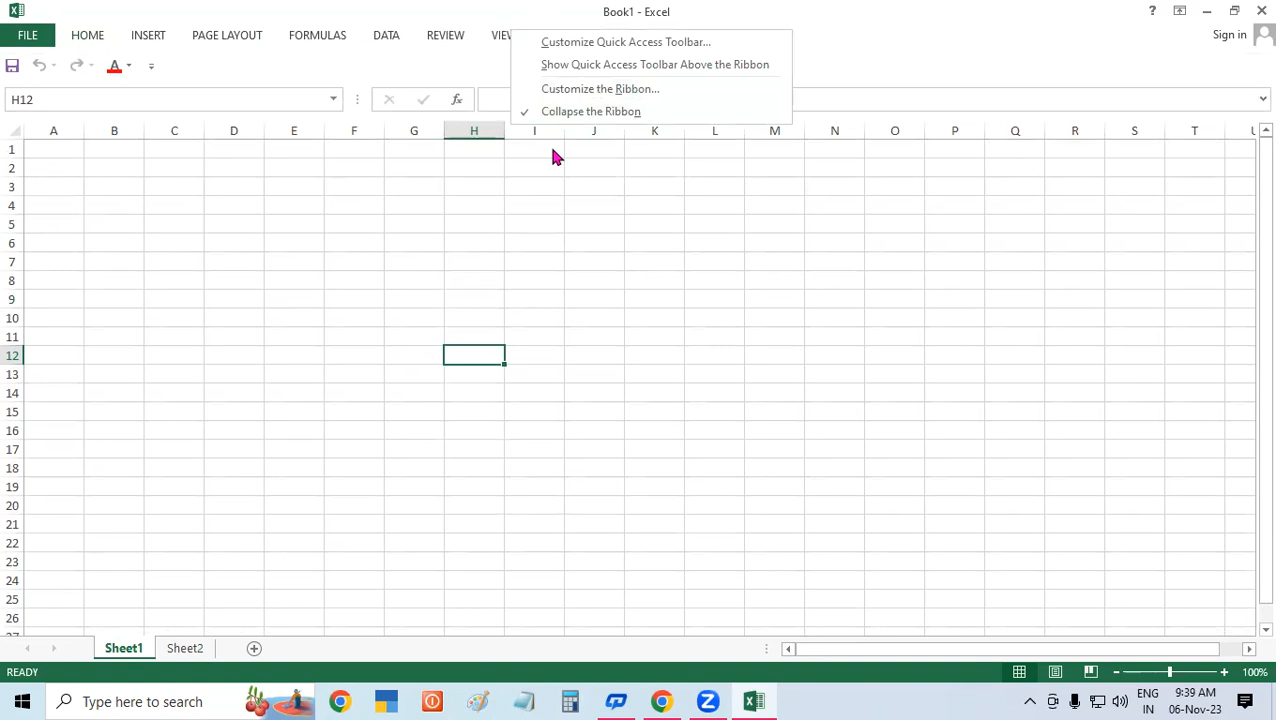 Book1 - Excel
FILE HOME INSERT PAGE LAYOUT FORMULAS DATA REVIEW Sign in
Customize Quick Access Toolbar...
Show Quick Access Toolbar Above the Ribbon
Customize the Ribbon...
Collapse the Ribbon
H12
A B C D E F G H I J K L M N O P Q R S T
1
2
3
4
5
6
7
8
9
10
11
12
13
14
15
16
17
18
19
20
21
22
23
24
25
26
Sheet1 Sheet2
READY 100%
Type here to search
ENG 9:39 AM
IN 06-Nov-23